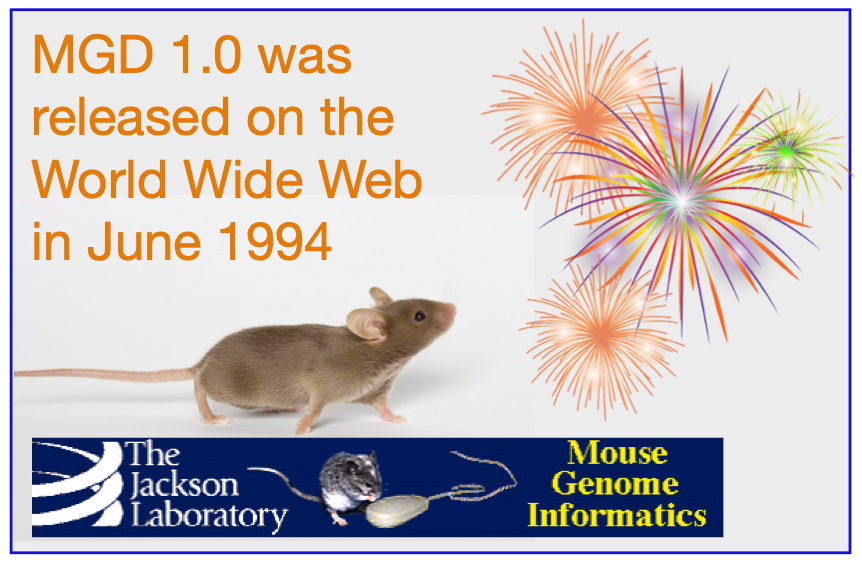 MGD 1.0 was
released on the
World Wide Web
in June 1994
The
Jackson
Laboratory
Mouse
Genome
Informatics